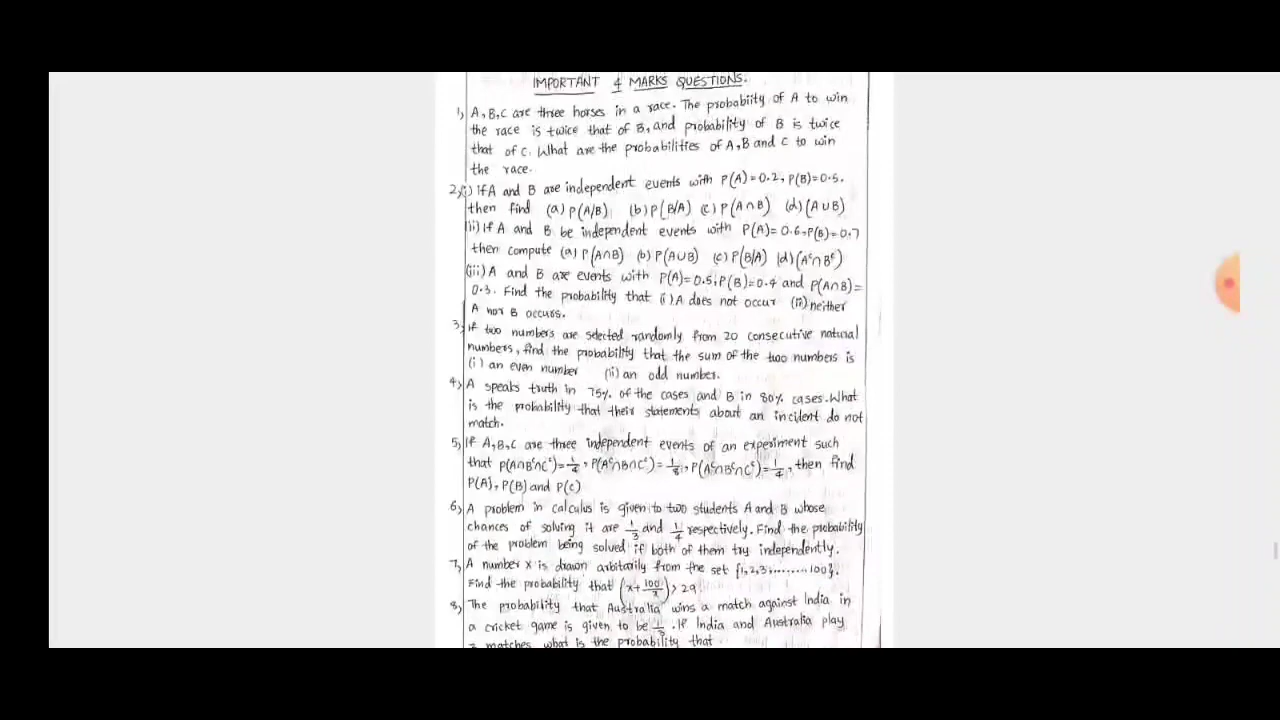 IMPORTANT 4 MARKS QUESTIONS.
1) A, B, C are three horses in a race. The probabiity of A to win
the race is twice that of B, and probability of B is twice
that of C. What are the probabilities of A, B and C to win
the race.
2) (i) If A and B are independent events with P(A)=0.2, P(B)=0.5.
then find (a) P(A/B) (b) P(B/A) (c) P(A∩B) (d) (A∪B)
(ii) If A and B be independent events with P(A)=0.6, P(B)=0.7
then compute (a) P(A∩B) (b) P(A∪B) (c) P(B/A) (d) (Aᶜ∩Bᶜ)
(iii) A and B are events with P(A)=0.5, P(B)=0.4 and P(A∩B)=
0.3. Find the probability that (i) A does not occur (ii) neither
A nor B occurs.
3) If two numbers are selected randomly from 20 consecutive natural
numbers, find the probability that the sum of the two numbers is
(i) an even number (ii) an odd number.
4) A speaks truth in 75% of the cases and B in 80% cases. What
is the probability that their statements about an incident do not
match.
5) If A, B, C are three independent events of an experiment such
that P(A∩Bᶜ∩Cᶜ)=1/4, P(Aᶜ∩B∩Cᶜ)=1/8, P(Aᶜ∩Bᶜ∩Cᶜ)=1/4, then find
P(A), P(B) and P(C)
6) A problem in calculus is given to two students A and B whose
chances of solving it are 1/3 and 1/4 respectively. Find the probability
of the problem being solved if both of them try independently.
7) A number x is drawn arbitarily from the set {1,2,3,.........100}.
Find the probability that (x+100/x)>29
8) The probability that Australia wins a match against India in
a cricket game is given to be 1/3. If India and Australia play
3 matches, what is the probability that